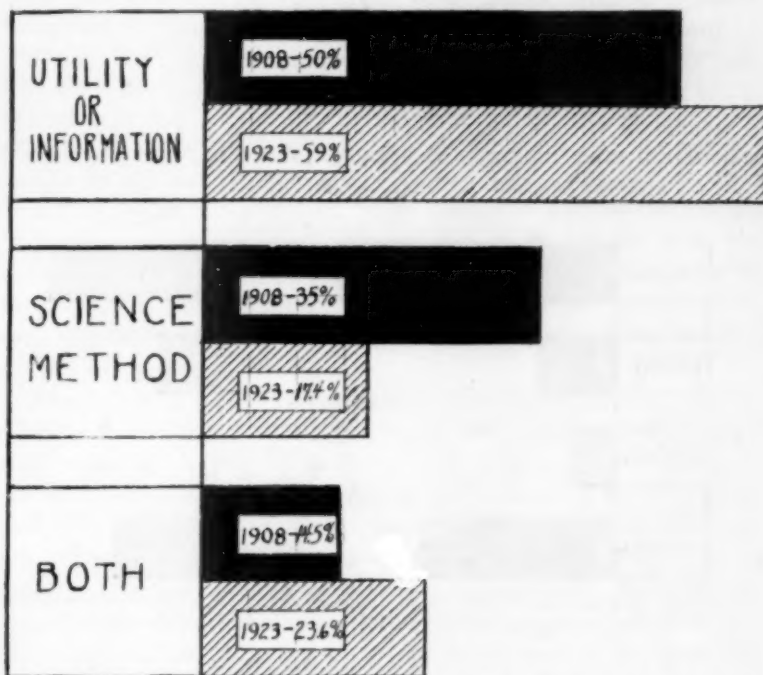 UTILITY
OR
INFORMATION
1908-50%
1923-59%
SCIENCE
METHOD
1908-35%
1923-17.4%
BOTH
1908-14.5%
1923-23.6%